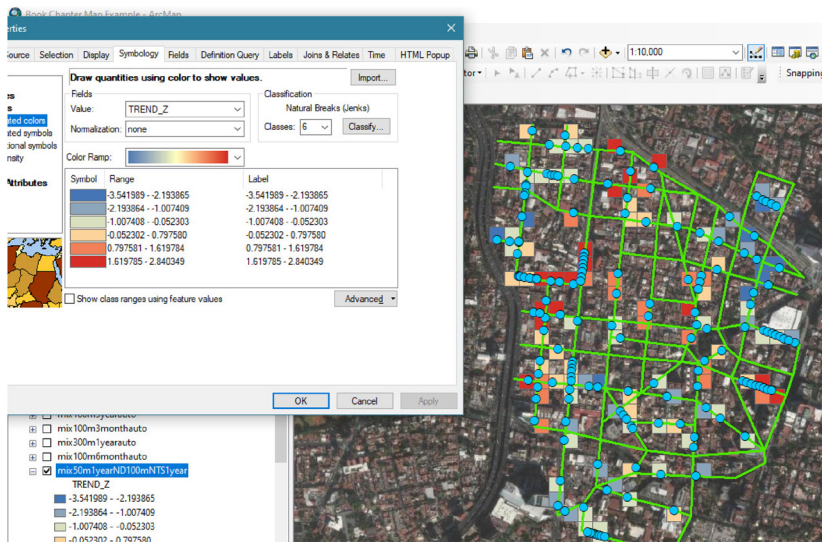 Book Chapter Map Example - ArcMap
erties
Source Selection Display Symbology Fields Definition Query Labels Joins & Relates Time HTML Popup
Draw quantities using color to show values. Import...
Fields
Value: TREND_Z
Normalization: none
Classification
Natural Breaks (Jenks)
Classes: 6 Classify...
Color Ramp:
Symbol Range Label
-3.541989 - -2.193865 -3.541989 - -2.193865
-2.193864 - -1.007409 -2.193864 - -1.007409
-1.007408 - -0.052303 -1.007408 - -0.052303
-0.052302 - 0.797580 -0.052302 - 0.797580
0.797581 - 1.619784 0.797581 - 1.619784
1.619785 - 2.840349 1.619785 - 2.840349
Show class ranges using feature values Advanced
es
s
ated colors
ated symbols
tional symbols
nsity
Attributes
OK Cancel Apply
1:10,000
tor
Snapping
mix100m3monthauto
mix300m1yearauto
mix100m6monthauto
mix50m1yearND100mNTS1year
TREND_Z
-3.541989 - -2.193865
-2.193864 - -1.007409
-1.007408 - -0.052303
-0.052302 - 0.797580